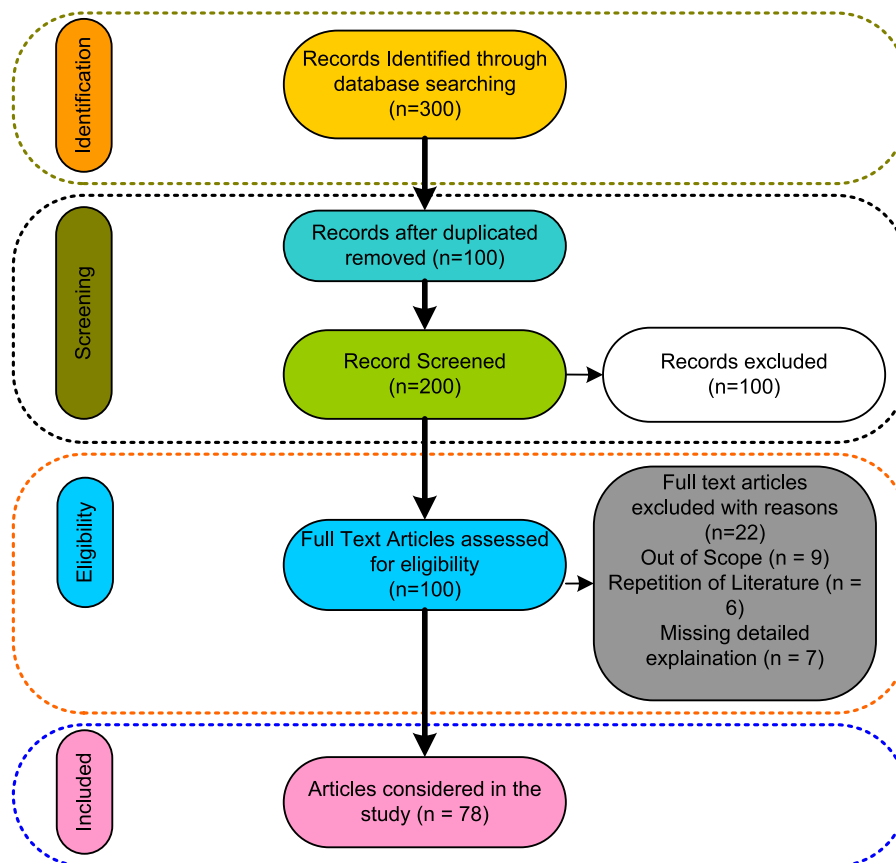 Identification
Records Identified through
database searching
(n=300)
Screening
Records after duplicated
removed (n=100)
Record Screened
(n=200)
Records excluded
(n=100)
Eligibility
Full Text Articles assessed
for eligibility
(n=100)
Full text articles
excluded with reasons
(n=22)
Out of Scope (n = 9)
Repetition of Literature (n =
6)
Missing detailed
explaination (n = 7)
Included
Articles considered in the
study (n = 78)